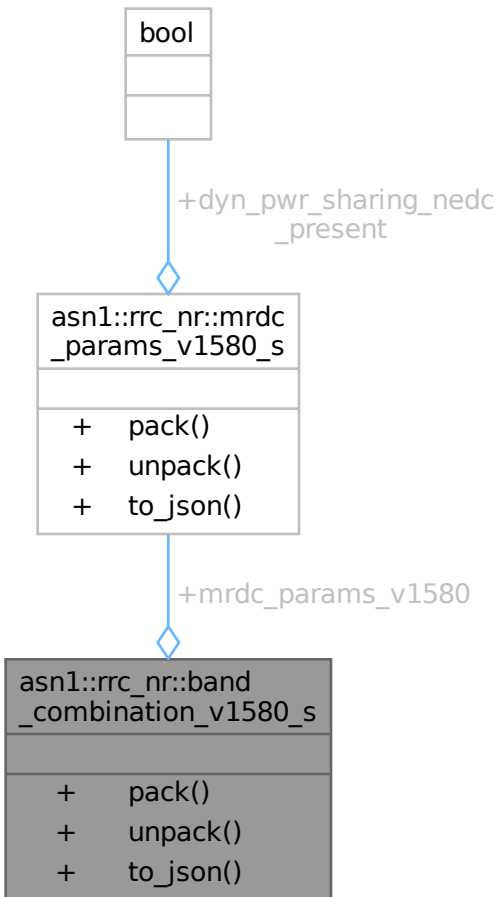 bool
+dyn_pwr_sharing_nedc
_present
asn1::rrc_nr::mrdc
_params_v1580_s
+ pack()
+ unpack()
+ to_json()
+mrdc_params_v1580
asn1::rrc_nr::band
_combination_v1580_s
+ pack()
+ unpack()
+ to_json()